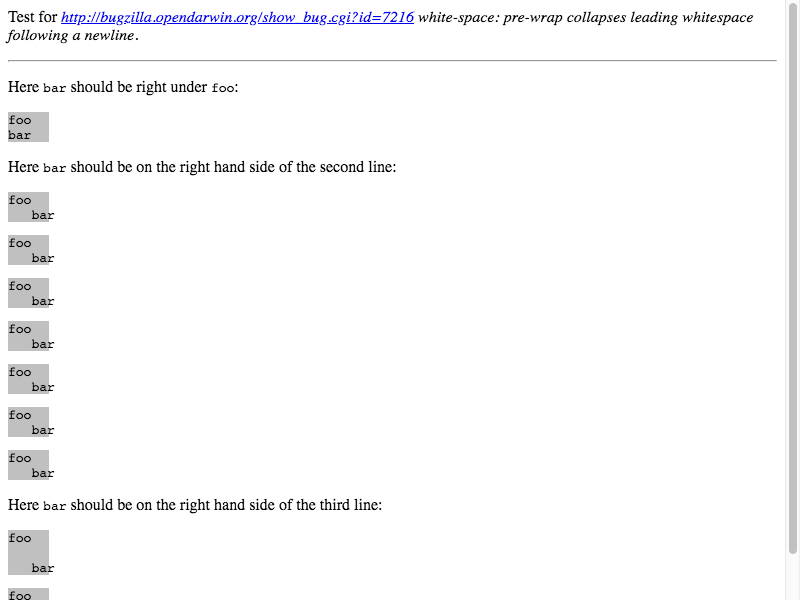 Test for http://bugzilla.opendarwin.org/show_bug.cgi?id=7216 white-space: pre-wrap collapses leading whitespace
following a newline.
Here bar should be right under foo:
foo
bar
Here bar should be on the right hand side of the second line:
foo
bar
foo
bar
foo
bar
foo
bar
foo
bar
foo
bar
foo
bar
Here bar should be on the right hand side of the third line:
foo
bar
foo